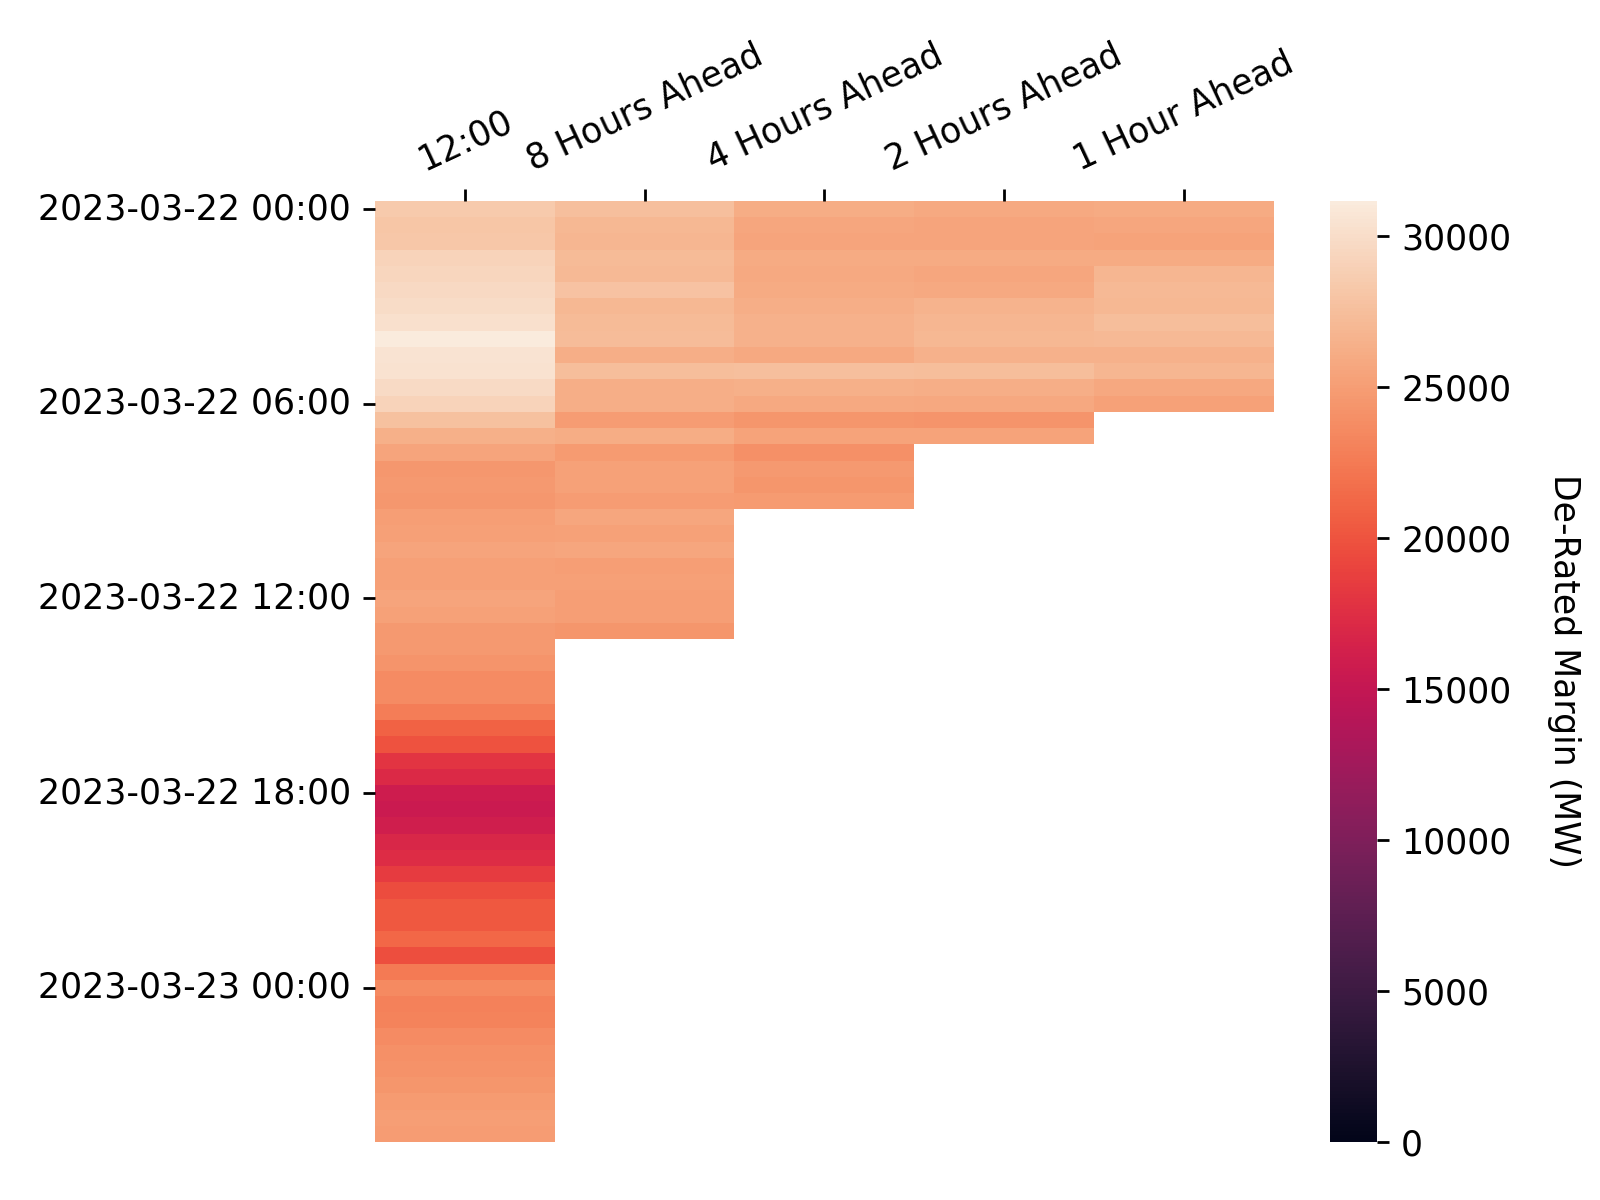 12:00
8 Hours Ahead
4 Hours Ahead
2 Hours Ahead
1 Hour Ahead
2023-03-22 00:00
2023-03-22 06:00
2023-03-22 12:00
2023-03-22 18:00
2023-03-23 00:00
30000
25000
20000
15000
10000
5000
0
De-Rated Margin (MW)